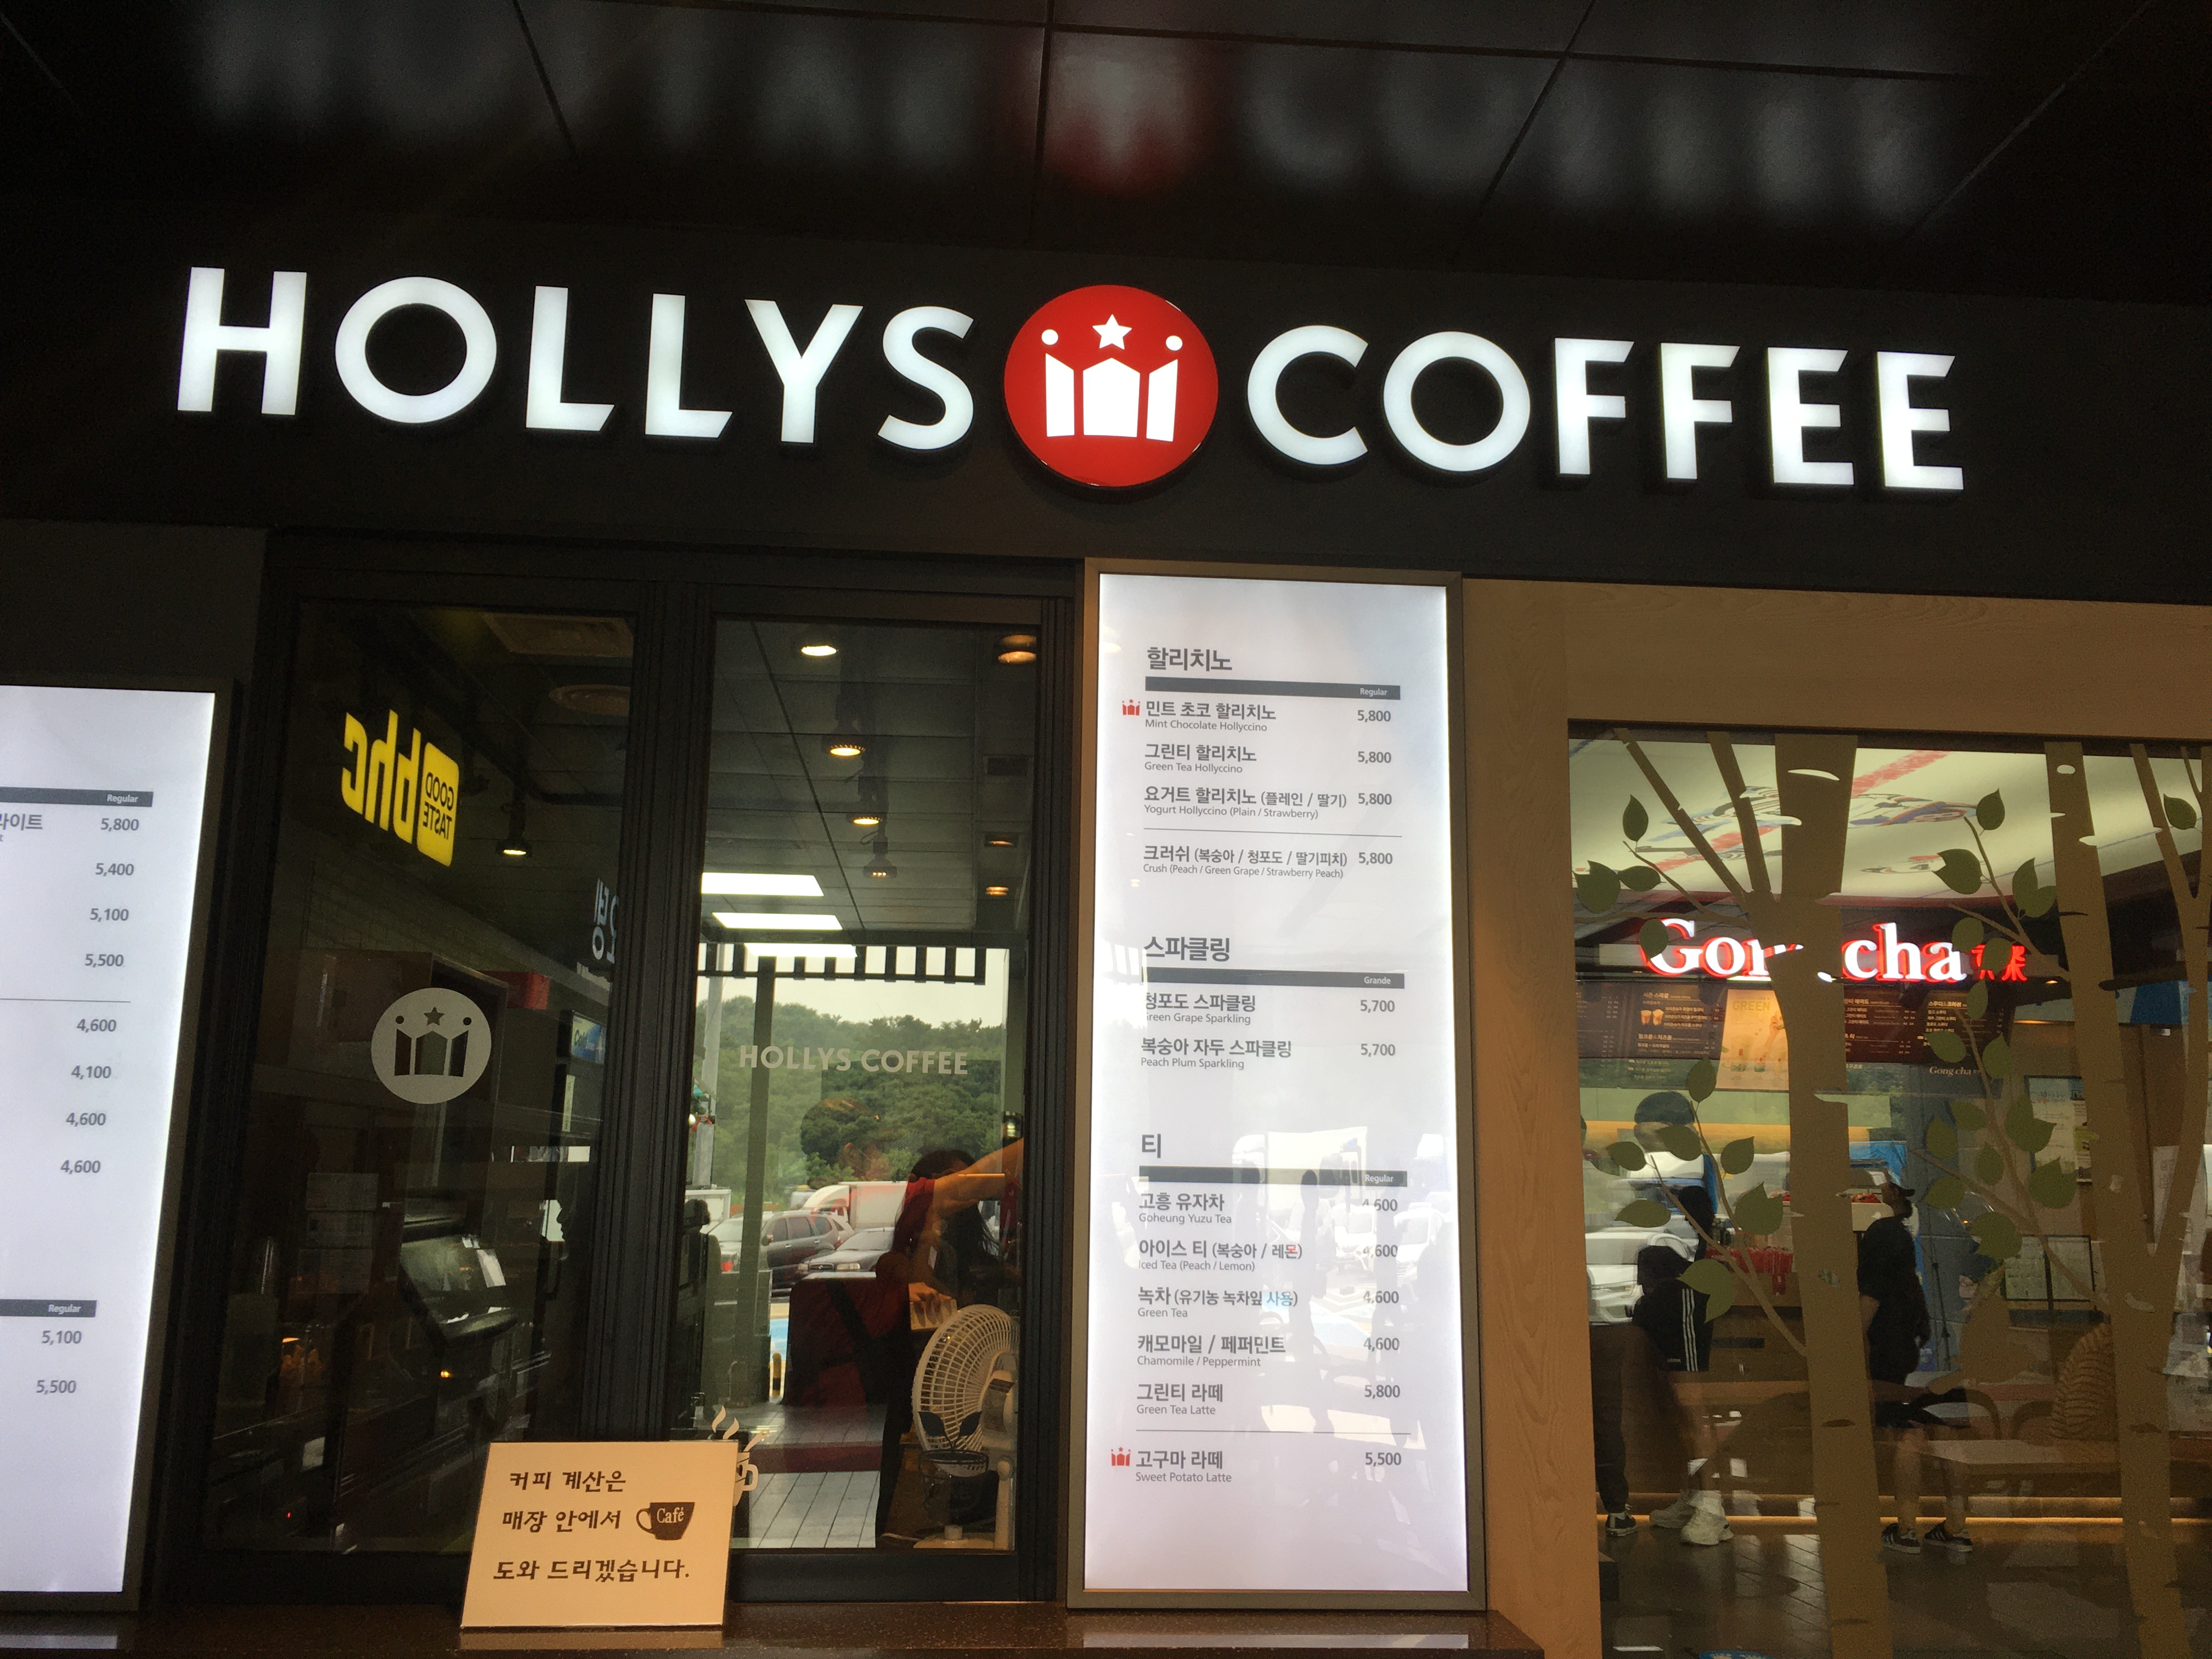 HOLLYS COFFEE
Regular
라이트 5,800
5,400
5,100
5,500
4,600
4,100
4,600
4,600
Regular
5,100
5,500
bhc
GOOD
TASTE
HOLLYS COFFEE
커피 계산은
매장 안에서 Café
도와 드리겠습니다.
할리치노
Regular
민트 초코 할리치노 5,800
Mint Chocolate Hollyccino
그린티 할리치노 5,800
Green Tea Hollyccino
요거트 할리치노 (플레인 / 딸기) 5,800
Yogurt Hollyccino (Plain / Strawberry)
크러쉬 (복숭아 / 청포도 / 딸기피치) 5,800
Crush (Peach / Green Grape / Strawberry Peach)
스파클링
Grande
청포도 스파클링 5,700
Green Grape Sparkling
복숭아 자두 스파클링 5,700
Peach Plum Sparkling
티
Regular
고흥 유자차 4,600
Goheung Yuzu Tea
아이스 티 (복숭아 / 레몬) 4,600
Iced Tea (Peach / Lemon)
녹차 (유기농 녹차잎 사용) 4,600
Green Tea
캐모마일 / 페퍼민트 4,600
Chamomile / Peppermint
그린티 라떼 5,800
Green Tea Latte
고구마 라떼 5,500
Sweet Potato Latte
Gong cha
GREEN
Gong cha